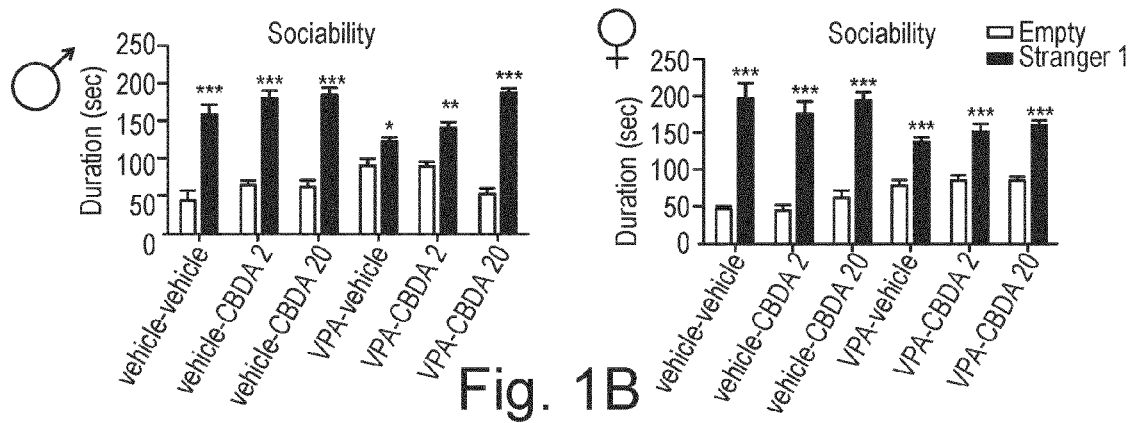 Sociability
250
200
150
100
50
0
Duration (sec)
*** *** *** * ** ***
vehicle-vehicle
vehicle-CBDA 2
vehicle-CBDA 20
VPA-vehicle
VPA-CBDA 2
VPA-CBDA 20
Sociability
Empty
Stranger 1
250
200
150
100
50
0
Duration (sec)
*** *** *** *** *** ***
vehicle-vehicle
vehicle-CBDA 2
vehicle-CBDA 20
VPA-vehicle
VPA-CBDA 2
VPA-CBDA 20
Fig. 1B